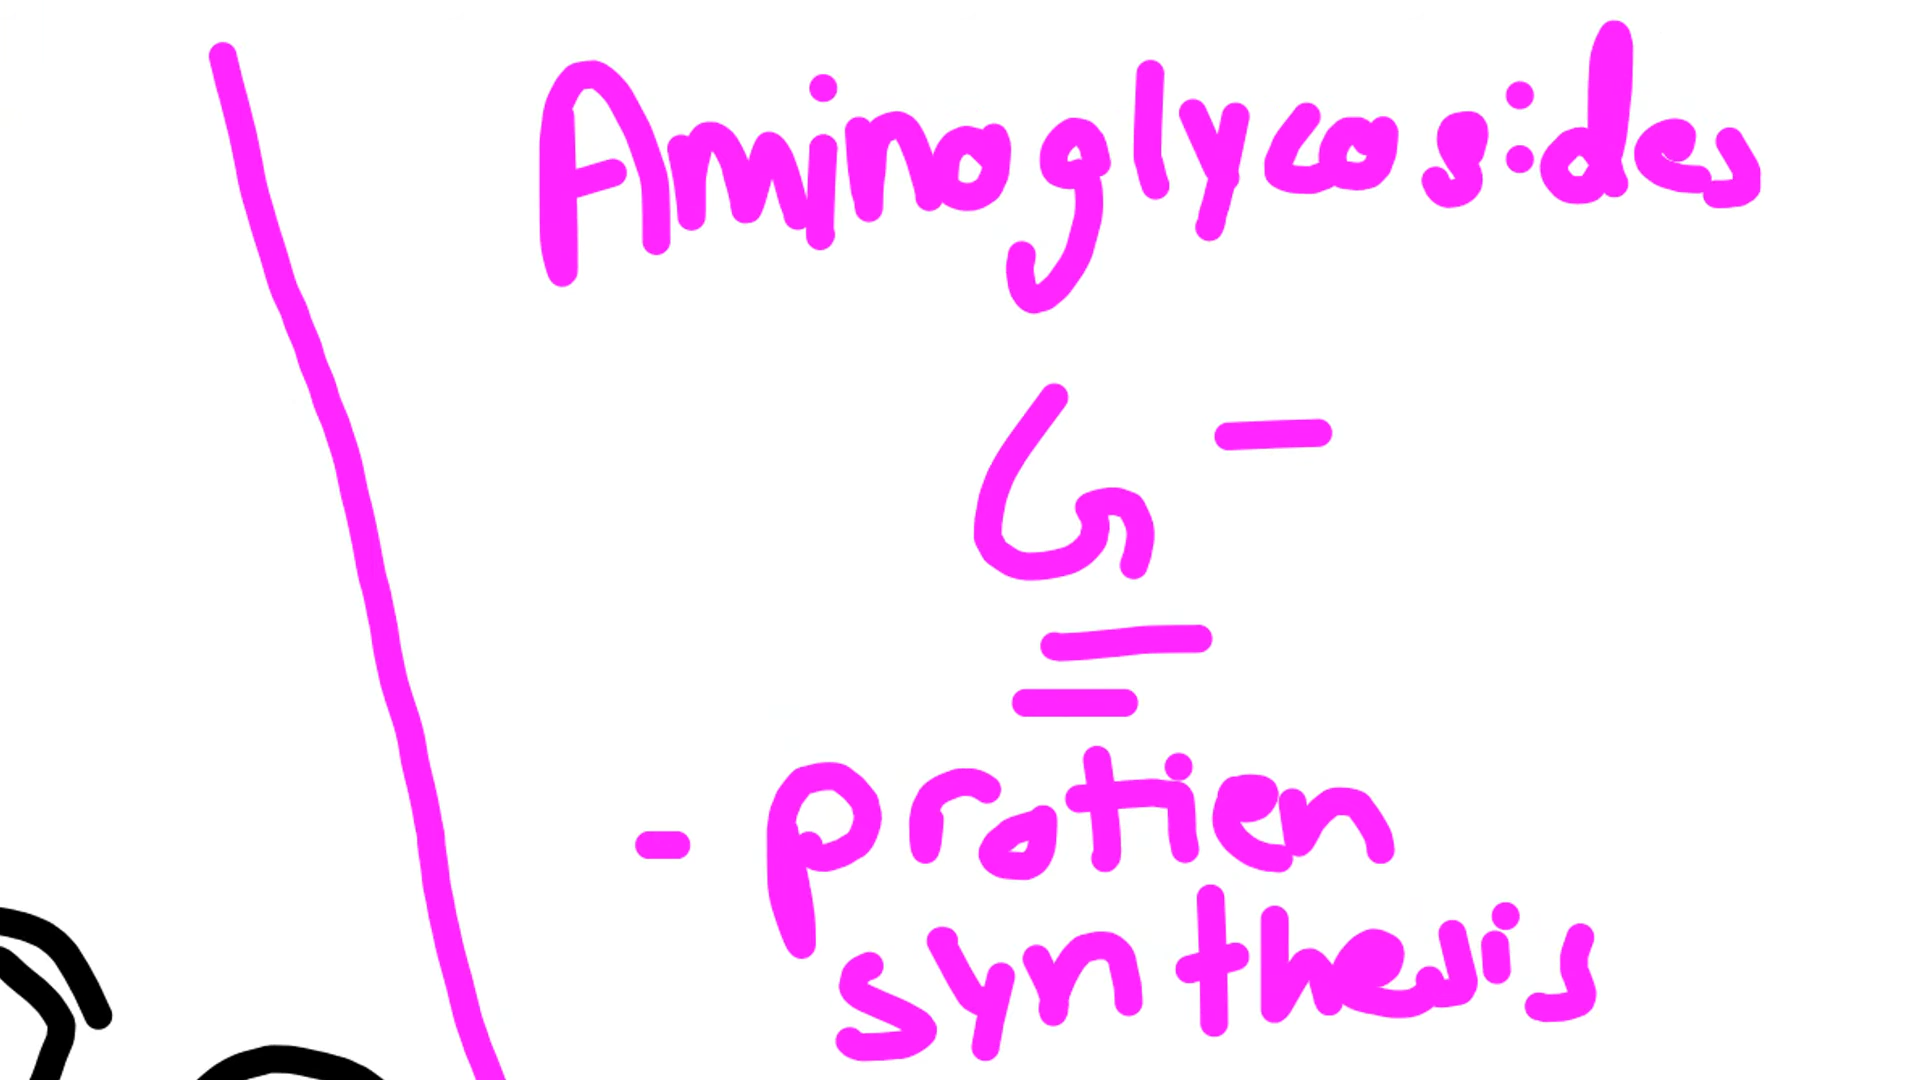 Aminoglycosides
G -
- protien
synthesis